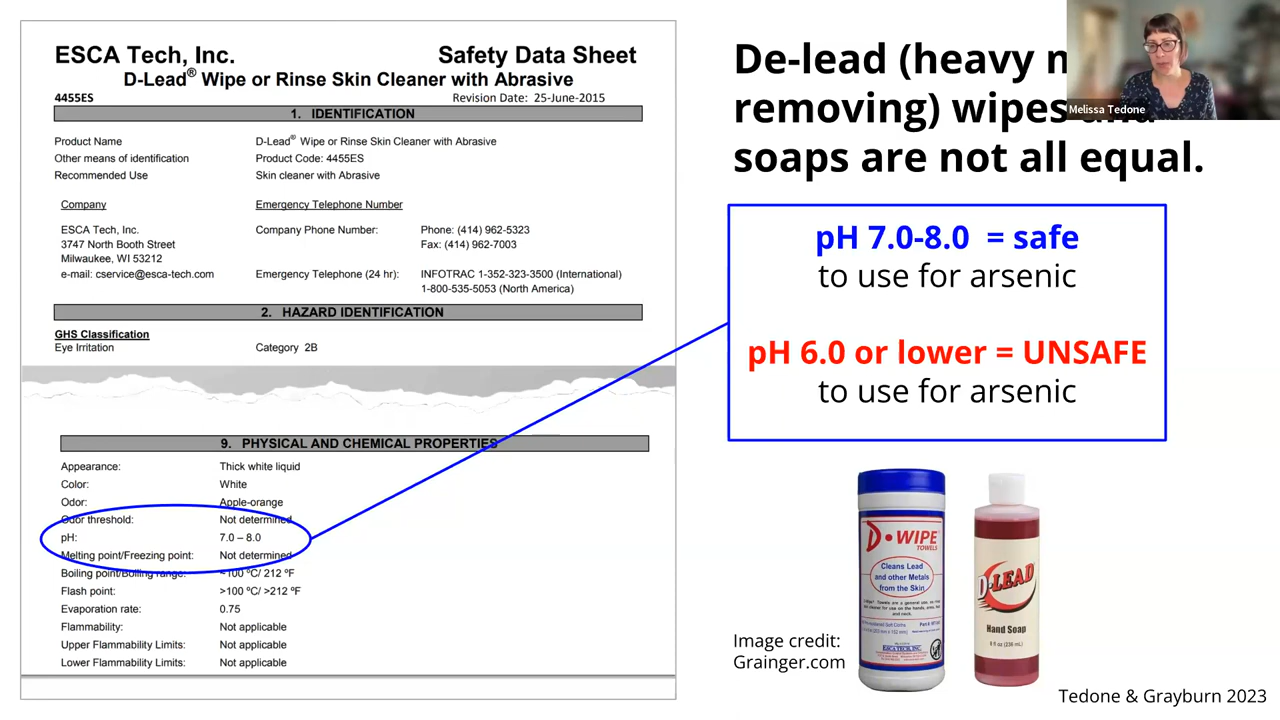 ESCA Tech, Inc. Safety Data Sheet
D-Lead® Wipe or Rinse Skin Cleaner with Abrasive
4455ES Revision Date: 25-June-2015
1. IDENTIFICATION
Product Name D-Lead® Wipe or Rinse Skin Cleaner with Abrasive
Other means of identification Product Code: 4455ES
Recommended Use Skin cleaner with Abrasive
Company Emergency Telephone Number
ESCA Tech, Inc. Company Phone Number: Phone: (414) 962-5323
3747 North Booth Street Fax: (414) 962-7003
Milwaukee, WI 53212
e-mail: cservice@esca-tech.com Emergency Telephone (24 hr): INFOTRAC 1-352-323-3500 (International)
1-800-535-5053 (North America)
2. HAZARD IDENTIFICATION
GHS Classification
Eye Irritation Category 2B
9. PHYSICAL AND CHEMICAL PROPERTIES
Appearance: Thick white liquid
Color: White
Odor: Apple-orange
Odor threshold: Not determined
pH: 7.0 – 8.0
Melting point/Freezing point: Not determined
Boiling point/Boiling range: ~100 ºC/ 212 ºF
Flash point: >100 ºC/ >212 ºF
Evaporation rate: 0.75
Flammability: Not applicable
Upper Flammability Limits: Not applicable
Lower Flammability Limits: Not applicable
De-lead (heavy
removing) wipes and
soaps are not all equal.
Melissa Tedone
pH 7.0-8.0 = safe
to use for arsenic
pH 6.0 or lower = UNSAFE
to use for arsenic
D•WIPE
TOWELS
Cleans Lead
and other Metals
from the Skin
D-LEAD
Hand Soap
8 fl oz (236 mL)
Image credit:
Grainger.com
Tedone & Grayburn 2023